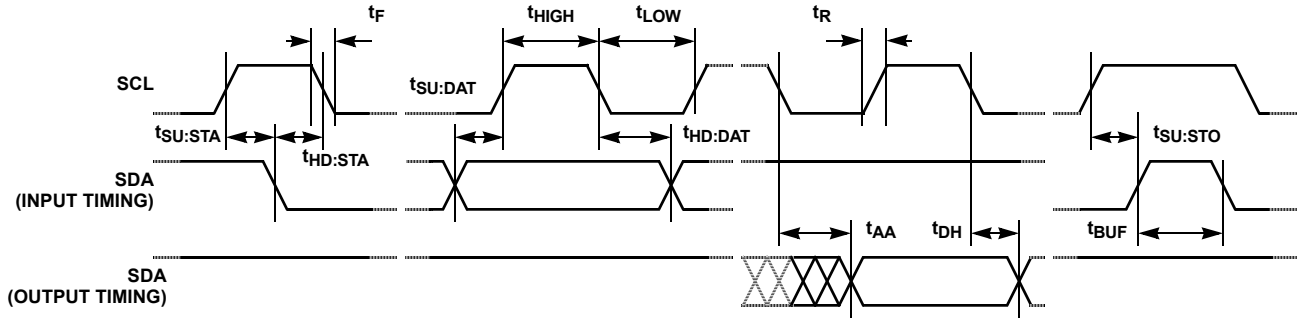 tF
tHIGH
tLOW
tR
SCL
tSU:DAT
tSU:STA
tHD:STA
tHD:DAT
tSU:STO
SDA
(INPUT TIMING)
tAA
tDH
tBUF
SDA
(OUTPUT TIMING)